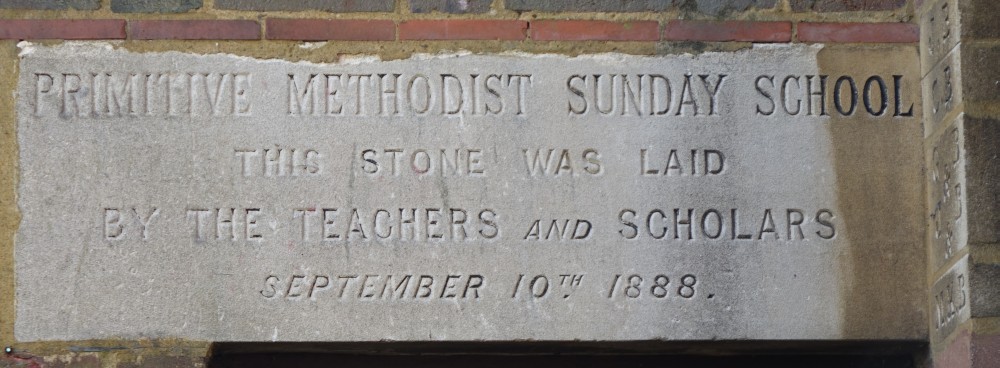 PRIMITIVE METHODIST SUNDAY SCHOOL
THIS STONE WAS LAID
BY THE TEACHERS AND SCHOLARS
SEPTEMBER 10TH. 1888.